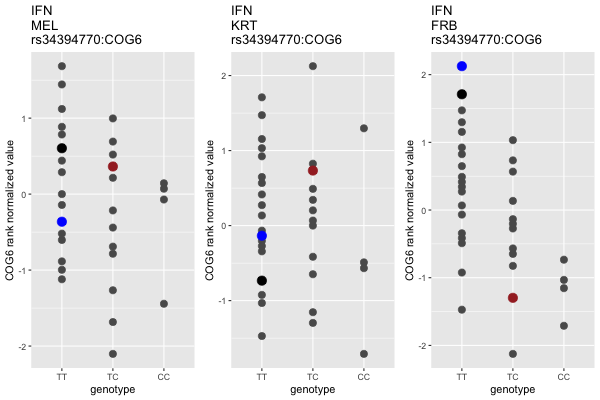 IFN
MEL
rs34394770:COG6
COG6 rank normalized value
1
0
-1
-2
TT
TC
CC
genotype
IFN
KRT
rs34394770:COG6
COG6 rank normalized value
2
1
0
-1
TT
TC
CC
genotype
IFN
FRB
rs34394770:COG6
COG6 rank normalized value
2
1
0
-1
-2
TT
TC
CC
genotype